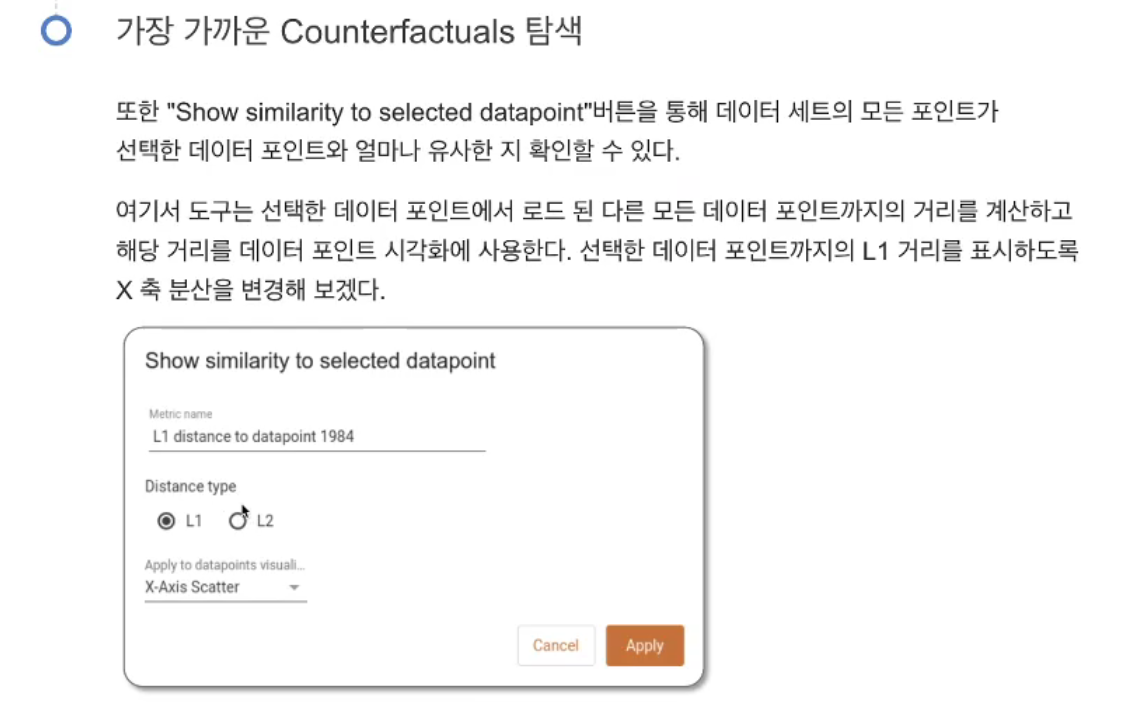 가장 가까운 Counterfactuals 탐색
또한 "Show similarity to selected datapoint"버튼을 통해 데이터 세트의 모든 포인트가
선택한 데이터 포인트와 얼마나 유사한 지 확인할 수 있다.
여기서 도구는 선택한 데이터 포인트에서 로드 된 다른 모든 데이터 포인트까지의 거리를 계산하고
해당 거리를 데이터 포인트 시각화에 사용한다. 선택한 데이터 포인트까지의 L1 거리를 표시하도록
X 축 분산을 변경해 보겠다.
Show similarity to selected datapoint
Metric name
L1 distance to datapoint 1984
Distance type
L1 L2
Apply to datapoints visuali...
X-Axis Scatter
Cancel Apply